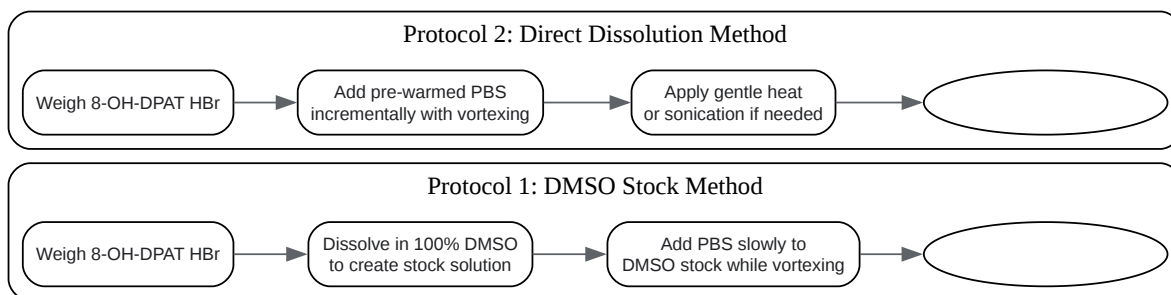 Protocol 2: Direct Dissolution Method
Weigh 8-OH-DPAT HBr
Add pre-warmed PBS
incrementally with vortexing
Apply gentle heat
or sonication if needed
Protocol 1: DMSO Stock Method
Weigh 8-OH-DPAT HBr
Dissolve in 100% DMSO
to create stock solution
Add PBS slowly to
DMSO stock while vortexing